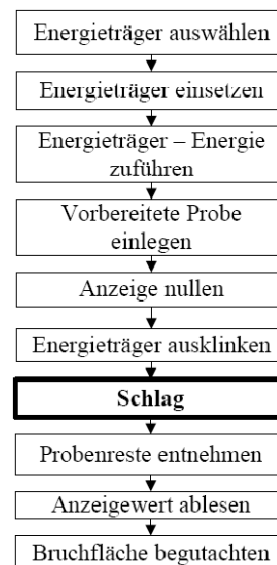 Energieträger auswählen
Energieträger einsetzen
Energieträger – Energie
zuführen
Vorbereitete Probe
einlegen
Anzeige nullen
Energieträger ausklinken
Schlag
Probenreste entnehmen
Anzeigewert ablesen
Bruchfläche begutachten